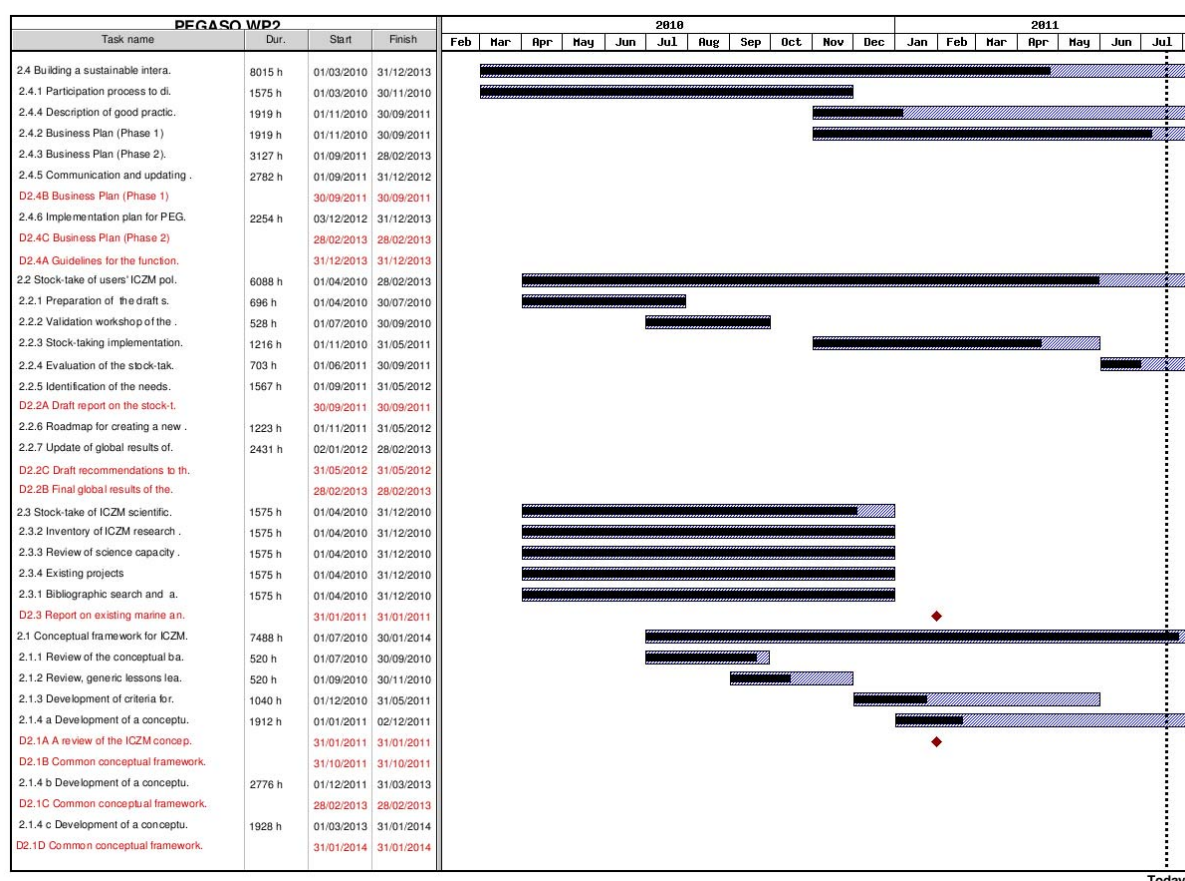 PEGASO WP2 2010 2011
Task name Dur. Start Finish Feb Mar Apr May Jun Jul Aug Sep Oct Nov Dec Jan Feb Mar Apr May Jun Jul
2.4 Building a sustainable intera. 8015 h 01/03/2010 31/12/2013
2.4.1 Participation process to di. 1575 h 01/03/2010 30/11/2010
2.4.4 Description of good practic. 1919 h 01/11/2010 30/09/2011
2.4.2 Business Plan (Phase 1) 1919 h 01/11/2010 30/09/2011
2.4.3 Business Plan (Phase 2). 3127 h 01/09/2011 28/02/2013
2.4.5 Communication and updating . 2782 h 01/09/2011 31/12/2012
D2.4B Business Plan (Phase 1) 30/09/2011 30/09/2011
2.4.6 Implementation plan for PEG. 2254 h 03/12/2012 31/12/2013
D2.4C Business Plan (Phase 2) 28/02/2013 28/02/2013
D2.4A Guidelines for the function. 31/12/2013 31/12/2013
2.2 Stock-take of users' ICZM pol. 6088 h 01/04/2010 28/02/2013
2.2.1 Preparation of the draft s. 696 h 01/04/2010 30/07/2010
2.2.2 Validation workshop of the . 528 h 01/07/2010 30/09/2010
2.2.3 Stock-taking implementation. 1216 h 01/11/2010 31/05/2011
2.2.4 Evaluation of the stock-tak. 703 h 01/06/2011 30/09/2011
2.2.5 Identification of the needs. 1567 h 01/09/2011 31/05/2012
D2.2A Draft report on the stock-t. 30/09/2011 30/09/2011
2.2.6 Roadmap for creating a new . 1223 h 01/11/2011 31/05/2012
2.2.7 Update of global results of. 2431 h 02/01/2012 28/02/2013
D2.2C Draft recommendations to th. 31/05/2012 31/05/2012
D2.2B Final global results of the. 28/02/2013 28/02/2013
2.3 Stock-take of ICZM scientific. 1575 h 01/04/2010 31/12/2010
2.3.2 Inventory of ICZM research . 1575 h 01/04/2010 31/12/2010
2.3.3 Review of science capacity . 1575 h 01/04/2010 31/12/2010
2.3.4 Existing projects 1575 h 01/04/2010 31/12/2010
2.3.1 Bibliographic search and a. 1575 h 01/04/2010 31/12/2010
D2.3 Report on existing marine an. 31/01/2011 31/01/2011
2.1 Conceptual framework for ICZM. 7488 h 01/07/2010 30/01/2014
2.1.1 Review of the conceptual ba. 520 h 01/07/2010 30/09/2010
2.1.2 Review, generic lessons lea. 520 h 01/09/2010 30/11/2010
2.1.3 Development of criteria for. 1040 h 01/12/2010 31/05/2011
2.1.4 a Development of a conceptu. 1912 h 01/01/2011 02/12/2011
D2.1A A review of the ICZM concep. 31/01/2011 31/01/2011
D2.1B Common conceptual framework. 31/10/2011 31/10/2011
2.1.4 b Development of a conceptu. 2776 h 01/12/2011 31/03/2013
D2.1C Common conceptual framework. 28/02/2013 28/02/2013
2.1.4 c Development of a conceptu. 1928 h 01/03/2013 31/01/2014
D2.1D Common conceptual framework. 31/01/2014 31/01/2014
Today